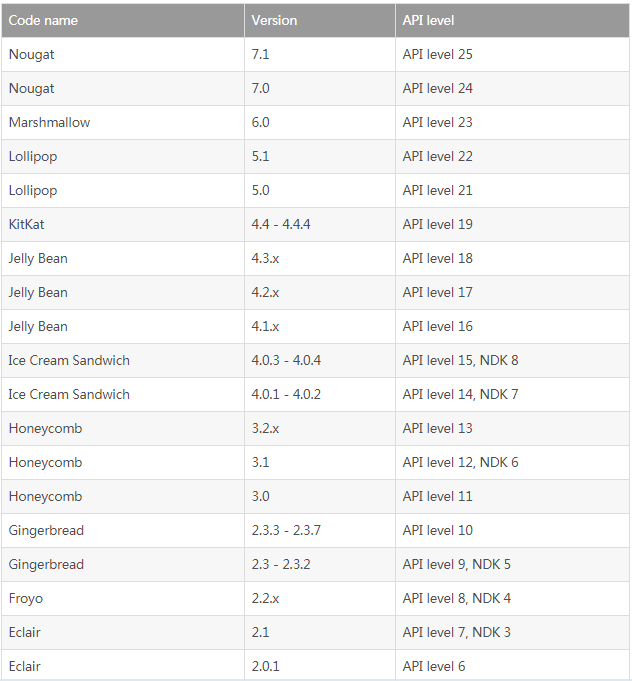 Code name Version API level
Nougat 7.1 API level 25
Nougat 7.0 API level 24
Marshmallow 6.0 API level 23
Lollipop 5.1 API level 22
Lollipop 5.0 API level 21
KitKat 4.4 - 4.4.4 API level 19
Jelly Bean 4.3.x API level 18
Jelly Bean 4.2.x API level 17
Jelly Bean 4.1.x API level 16
Ice Cream Sandwich 4.0.3 - 4.0.4 API level 15, NDK 8
Ice Cream Sandwich 4.0.1 - 4.0.2 API level 14, NDK 7
Honeycomb 3.2.x API level 13
Honeycomb 3.1 API level 12, NDK 6
Honeycomb 3.0 API level 11
Gingerbread 2.3.3 - 2.3.7 API level 10
Gingerbread 2.3 - 2.3.2 API level 9, NDK 5
Froyo 2.2.x API level 8, NDK 4
Eclair 2.1 API level 7, NDK 3
Eclair 2.0.1 API level 6